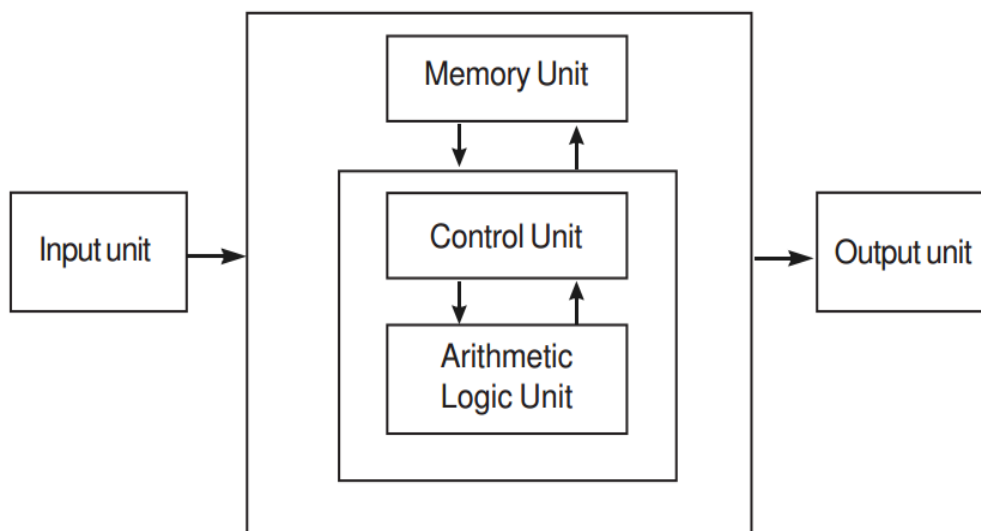 Memory Unit
Input unit
Control Unit
Output unit
Arithmetic
Logic Unit